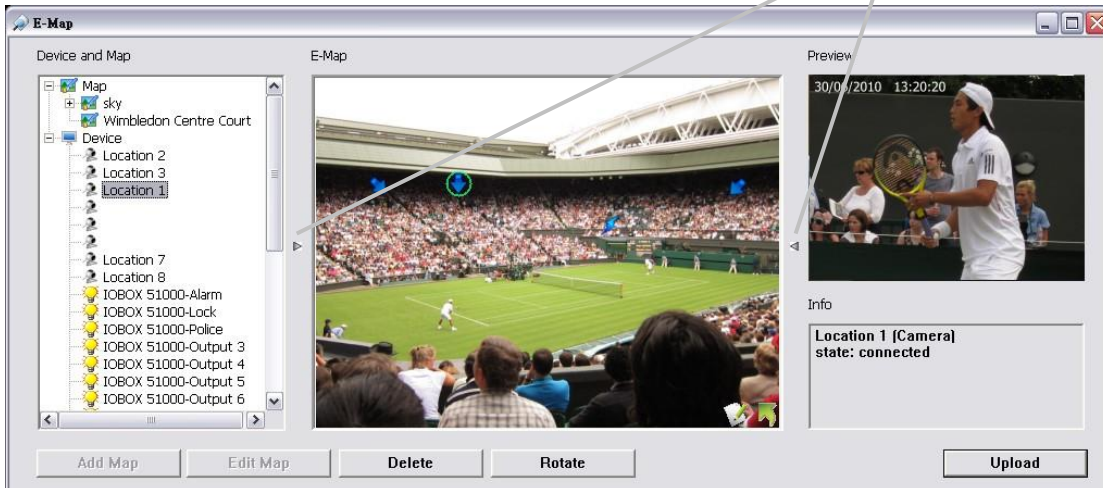 E-Map
Device and Map
Map
sky
Wimbledon Centre Court
Device
Location 2
Location 3
Location 1
Location 7
Location 8
IOBOX 51000-Alarm
IOBOX 51000-Lock
IOBOX 51000-Police
IOBOX 51000-Output 3
IOBOX 51000-Output 4
IOBOX 51000-Output 5
IOBOX 51000-Output 6
E-Map
Preview
30/06/2010 13:20:20
Info
Location 1 (Camera)
state: connected
Add Map
Edit Map
Delete
Rotate
Upload